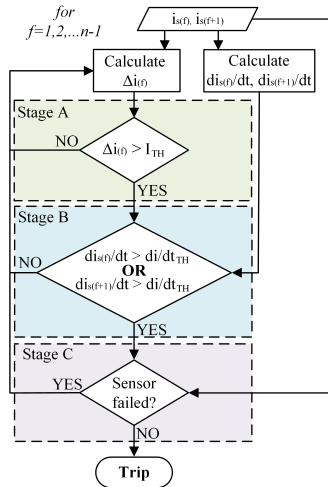 for
f=1,2,...n-1
is(f), is(f+1)
Calculate
Δi(f)
Calculate
dis(f)/dt, dis(f+1)/dt
Stage A
NO
Δi(f) > ITH
YES
Stage B
NO
dis(f)/dt > di/dtTH
OR
dis(f+1)/dt > di/dtTH
YES
Stage C
YES
Sensor
failed?
NO
Trip